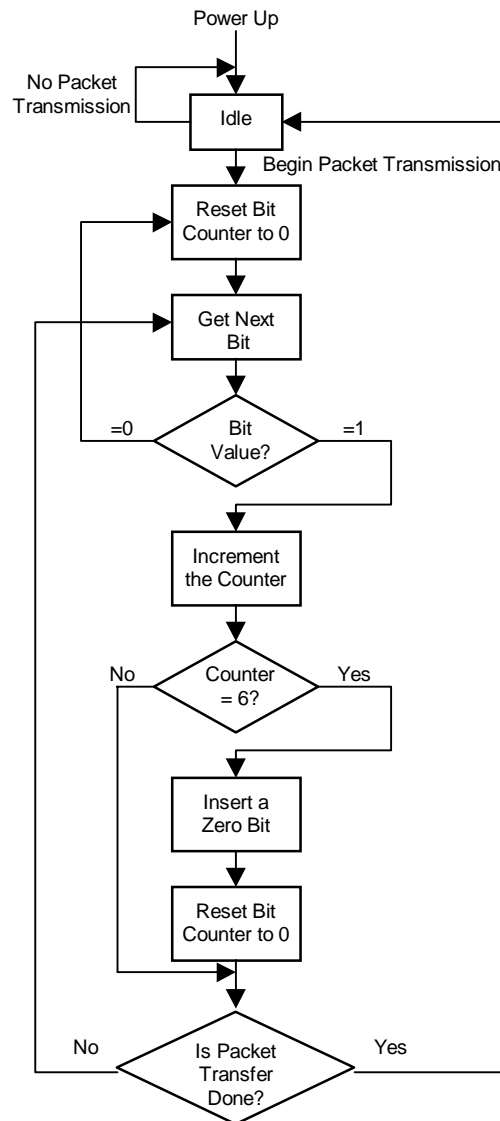 Power Up
No Packet
Transmission
Idle
Begin Packet Transmission
Reset Bit
Counter to 0
Get Next
Bit
=0
Bit
Value?
=1
Increment
the Counter
No
Counter
= 6?
Yes
Insert a
Zero Bit
Reset Bit
Counter to 0
No
Is Packet
Transfer
Done?
Yes